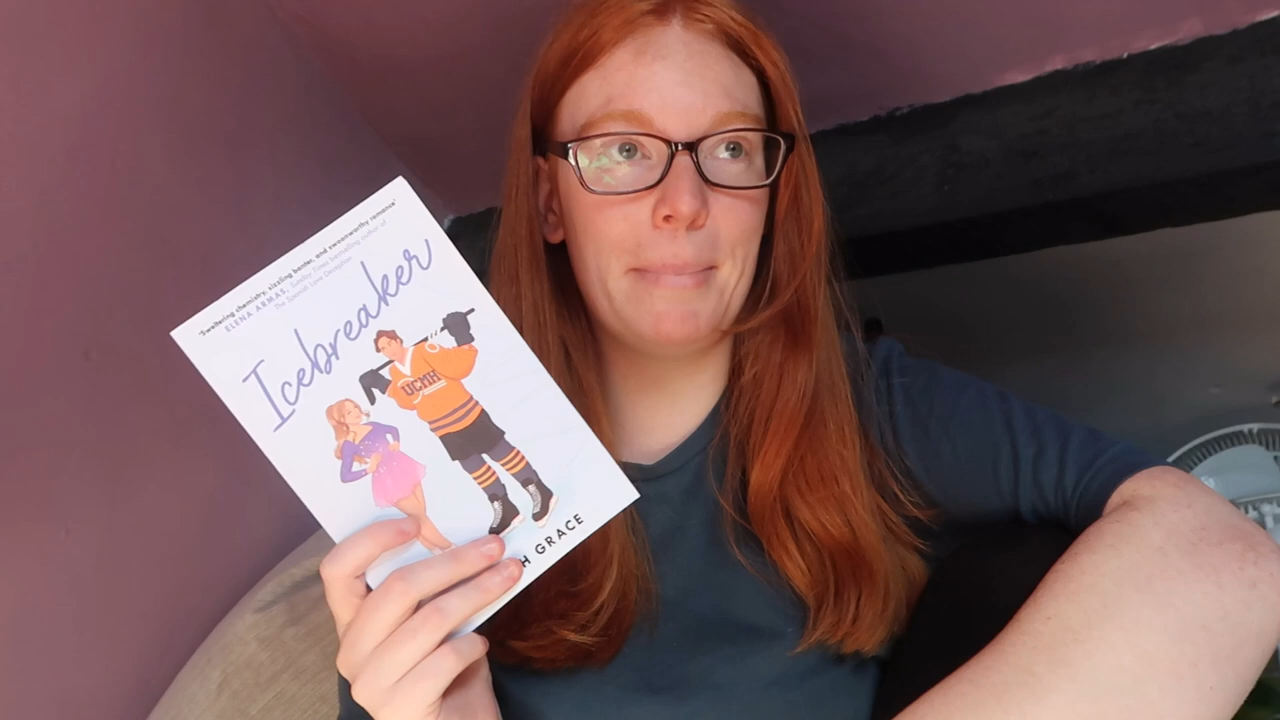 'Sweltering chemistry, sizzling banter, and swoonworthy romance'
ELENA ARMAS, Sunday Times bestselling author of
The Spanish Love Deception
Icebreaker
UCMH
H GRACE